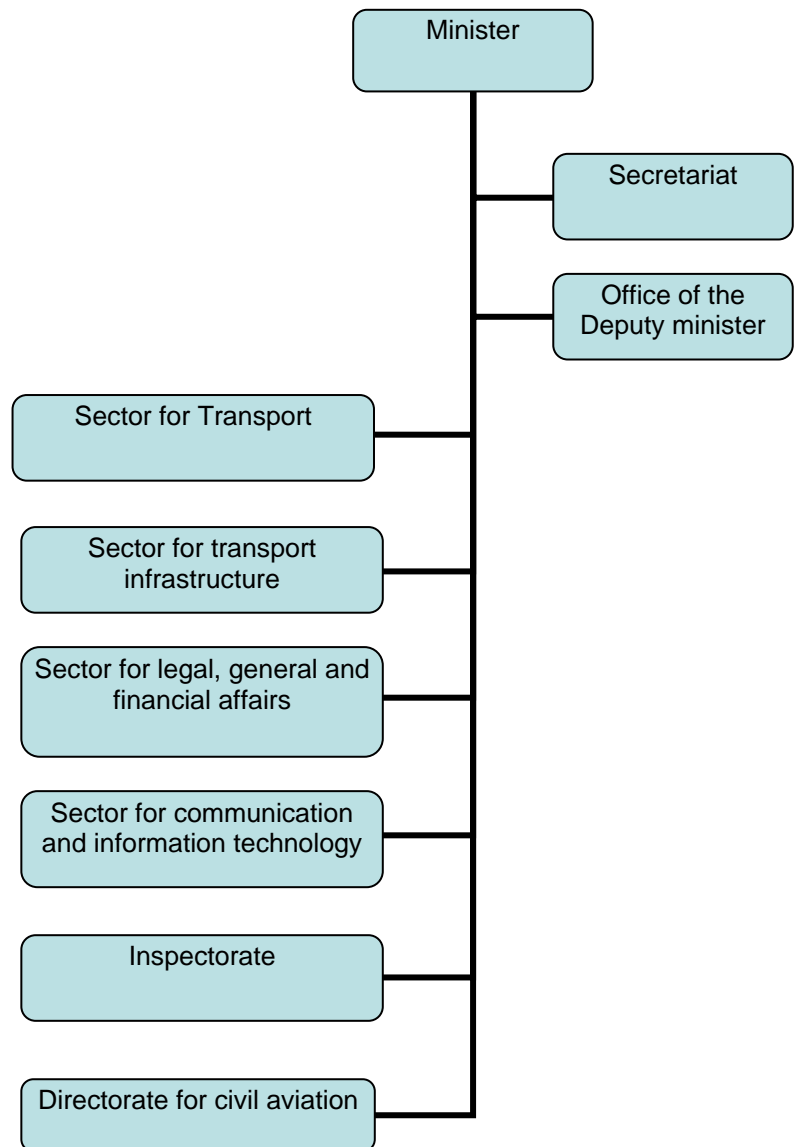 Minister
Secretariat
Office of the
Deputy minister
Sector for Transport
Sector for transport
infrastructure
Sector for legal, general and
financial affairs
Sector for communication
and information technology
Inspectorate
Directorate for civil aviation